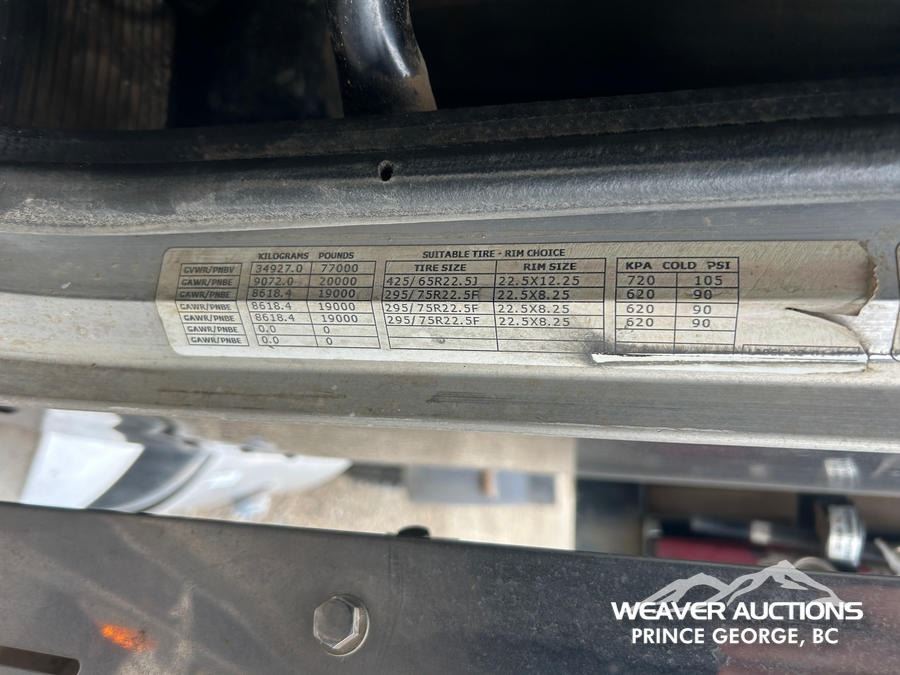 KILOGRAMS POUNDS SUITABLE TIRE - RIM CHOICE
GVWR/PNBV 34927.0 77000 TIRE SIZE RIM SIZE KPA COLD PSI
GAWR/PNBE 9072.0 20000 425/65R22.5J 22.5X12.25 720 105
GAWR/PNBE 8618.4 19000 295/75R22.5F 22.5X8.25 620 90
GAWR/PNBE 8618.4 19000 295/75R22.5F 22.5X8.25 620 90
GAWR/PNBE 8618.4 19000 295/75R22.5F 22.5X8.25 620 90
GAWR/PNBE 0.0 0
GAWR/PNBE 0.0 0
WEAVER AUCTIONS
PRINCE GEORGE, BC